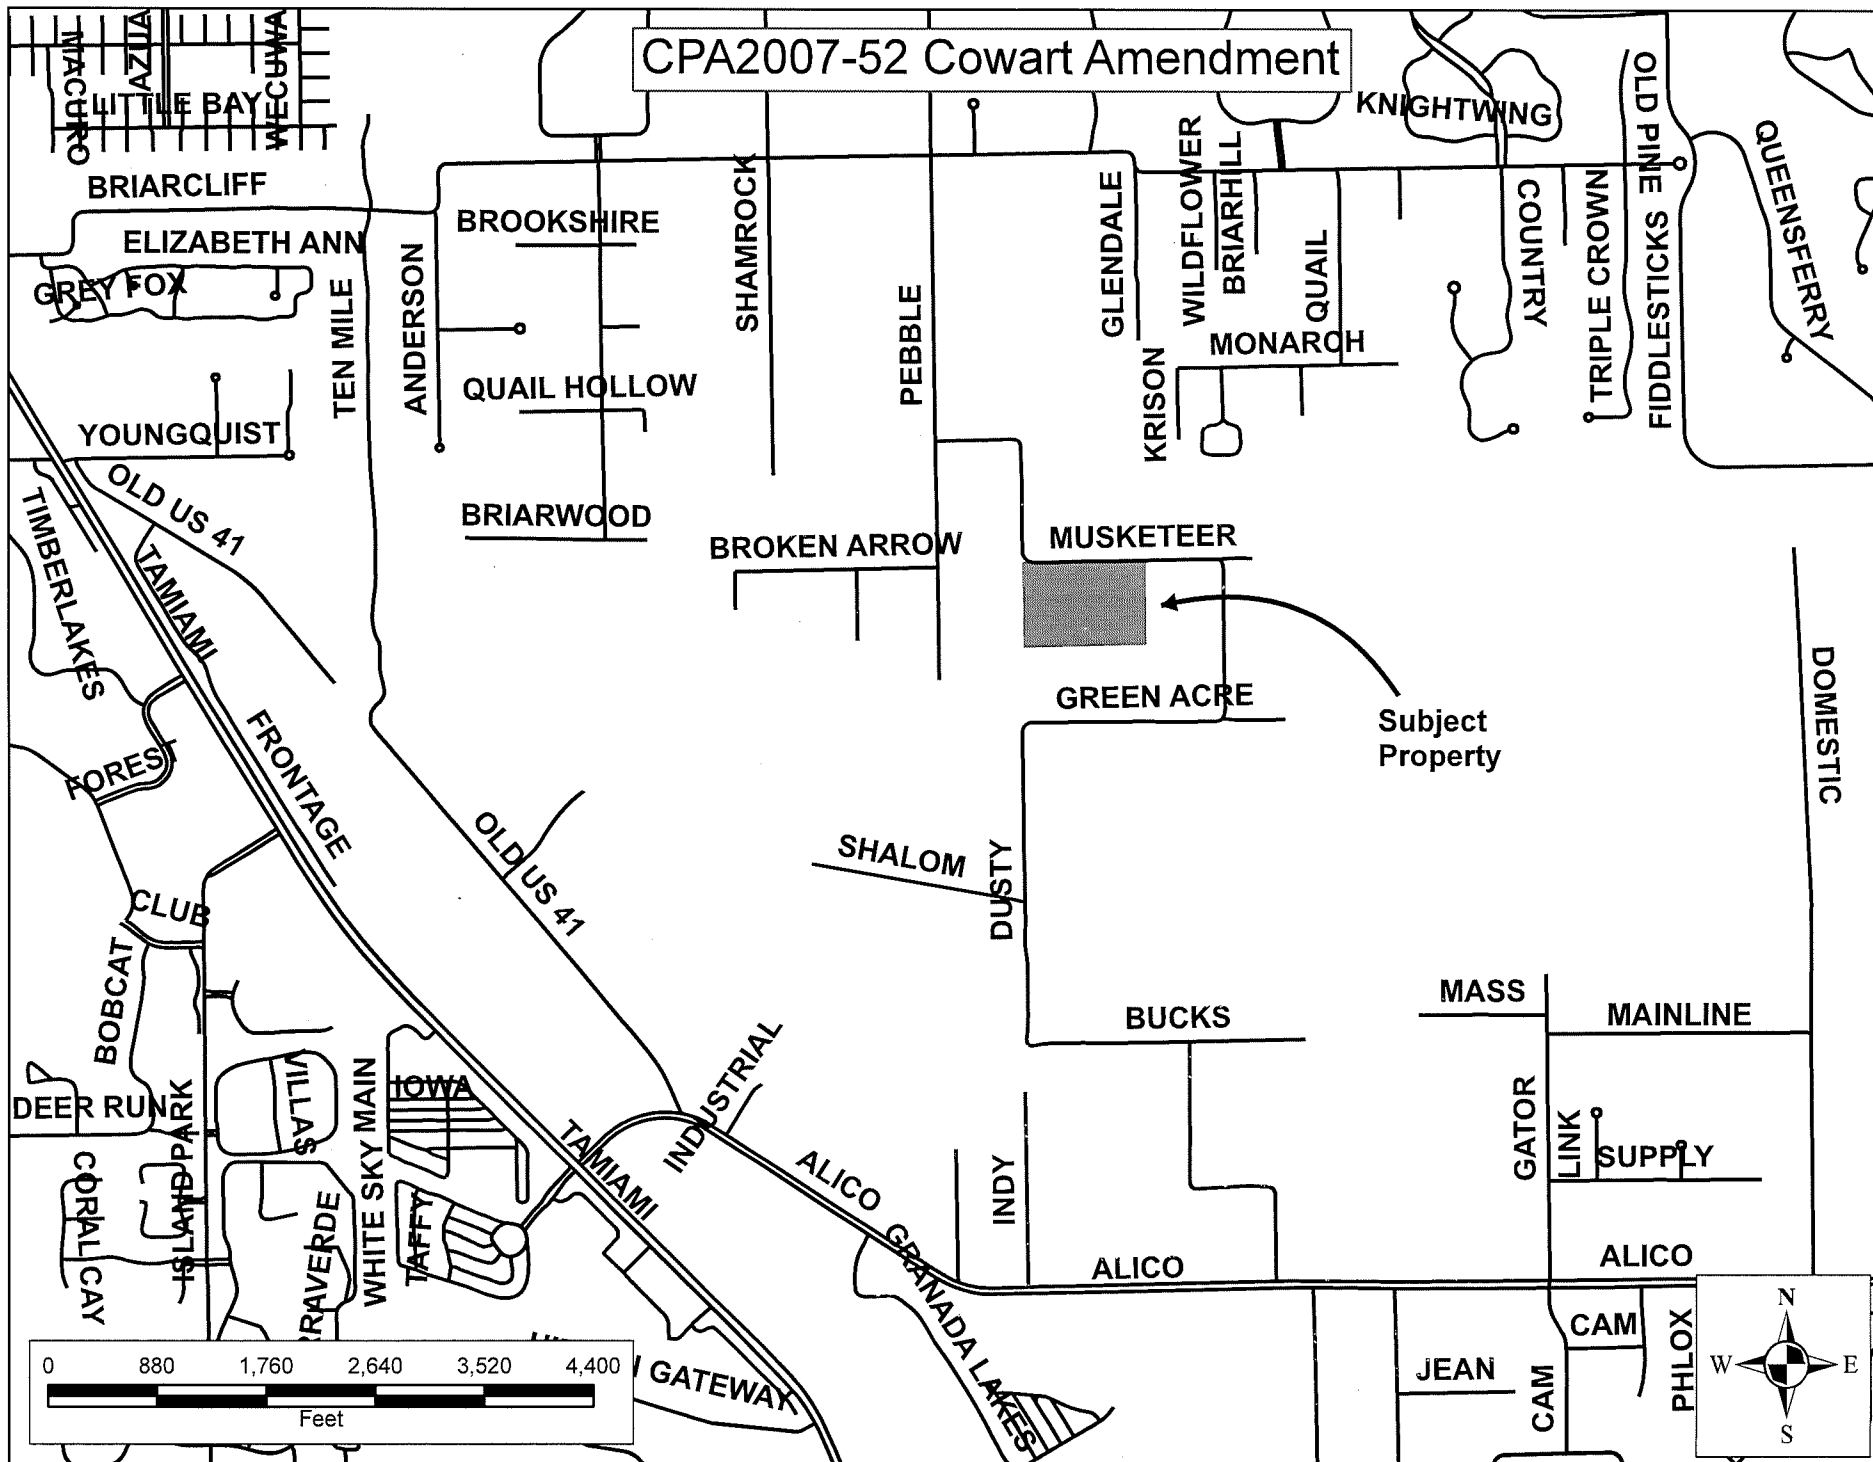 CPA2007-52 Cowart Amendment
MACURO
AZUA
WECUWA
LITTLE BAY
KNIGHTWING
OLD PINE
QUEENSFERRY
BRIARCLIFF
ELIZABETH ANN
GREY FOX
BROOKSHIRE
SHAMROCK
GLENDALE
WILDFLOWER
BRIARHILL
QUAIL
COUNTRY
TRIPLE CROWN
FIDDLESTICKS
TEN MILE
ANDERSON
PEBBLE
MONARCH
QUAIL HOLLOW
KRISON
YOUNGQUIST
OLD US 41
TIMBERLAKES
TAMIAMI
BRIARWOOD
BROKEN ARROW
MUSKETEER
GREEN ACRE
Subject
Property
DOMESTIC
FRONTAGE
FOREST
OLD US 41
SHALOM
DUSTY
CLUB
BOBCAT
BUCKS
MASS
MAINLINE
INDUSTRIAL
DEER RUN
ISLAND PARK
VILLAS
WHITE SKY MAIN
IOWA
TAMIAMI
ALICO
INDY
GATOR
LINK
SUPPLY
CORAL CAY
RRAVERDE
TAFFY
GRANADA LAKES
ALICO
ALICO
CAM
PHLOX
JEAN
CAM
GATEWAY
0 880 1,760 2,640 3,520 4,400
Feet
N
W E
S